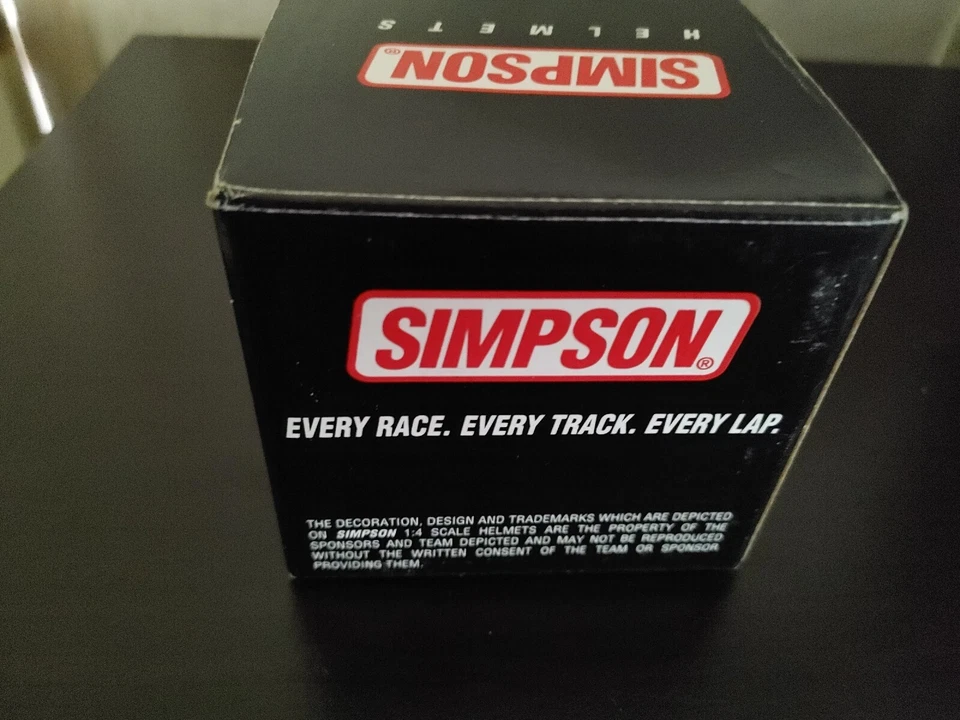 HELMETS
SIMPSON®
SIMPSON®
EVERY RACE. EVERY TRACK. EVERY LAP.
THE DECORATION, DESIGN AND TRADEMARKS WHICH ARE DEPICTED
ON SIMPSON 1:4 SCALE HELMETS ARE THE PROPERTY OF THE
SPONSORS AND TEAM DEPICTED AND MAY NOT BE REPRODUCED
WITHOUT THE WRITTEN CONSENT OF THE TEAM OR SPONSOR
PROVIDING THEM.